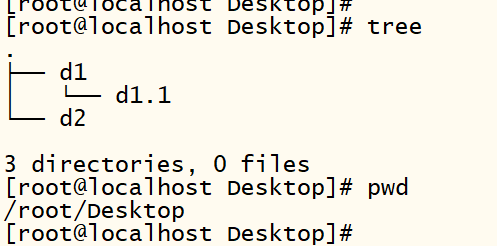 [root@localhost Desktop]#
[root@localhost Desktop]# tree
.
├── d1
│   └── d1.1
└── d2

3 directories, 0 files
[root@localhost Desktop]# pwd
/root/Desktop
[root@localhost Desktop]#